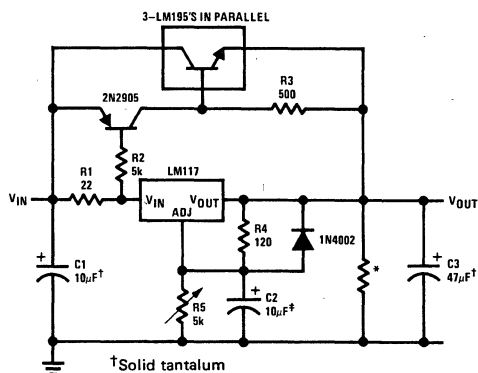 3–LM195'S IN PARALLEL
2N2905
R3
500
R2
5k
LM117
R1
22
VIN
VIN
VOUT
ADJ
VOUT
R4
120
1N4002
+
C1
10μF†
R5
5k
+
C2
10μF‡
*
+
C3
47μF†
†Solid tantalum